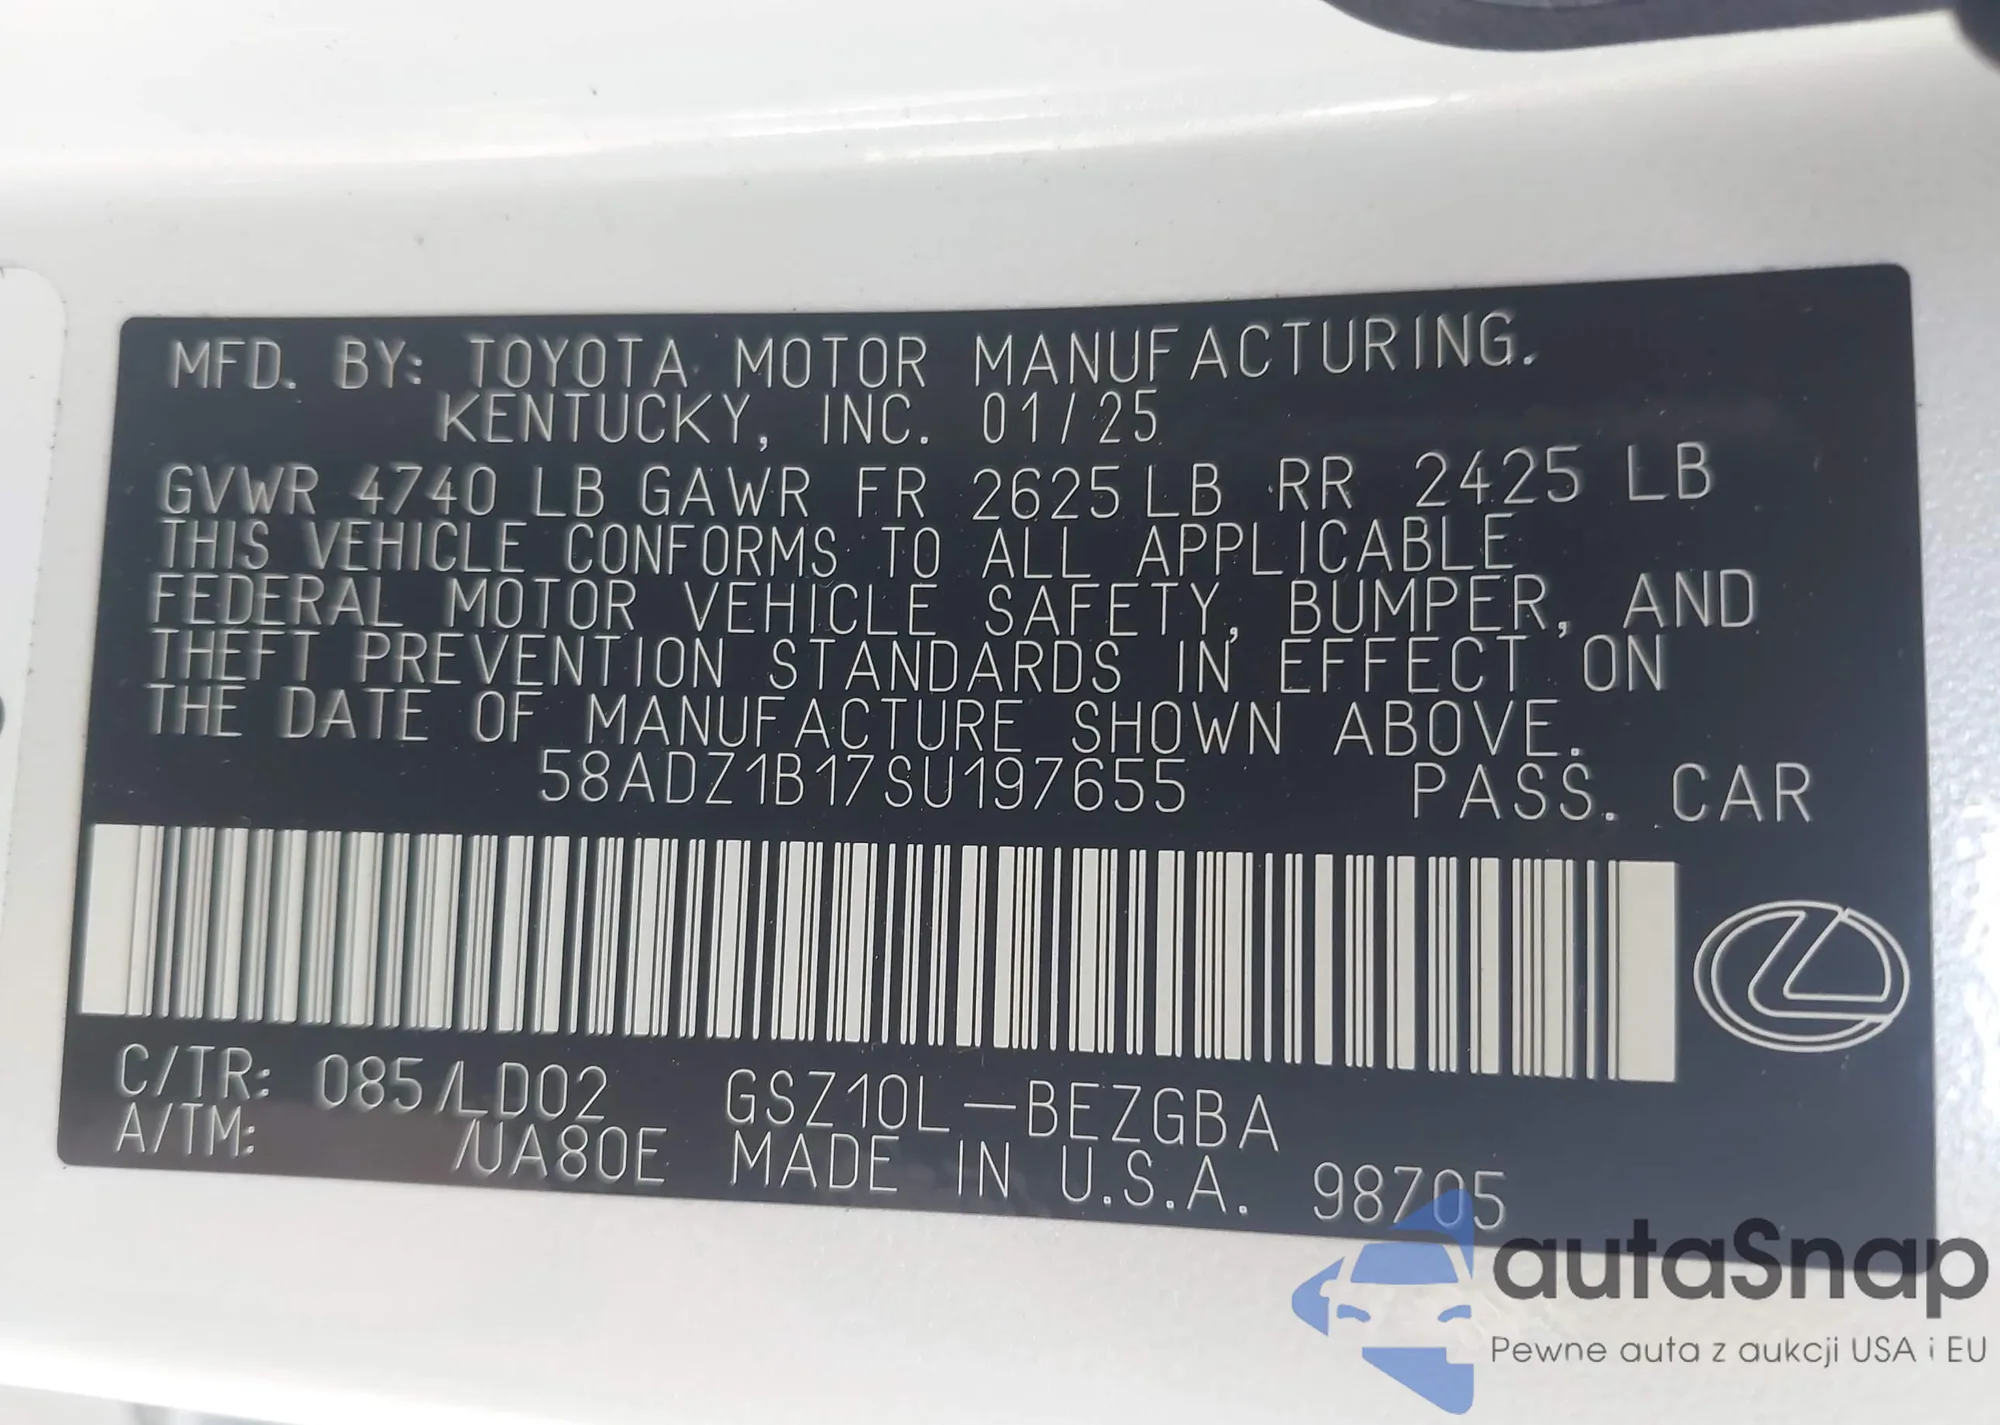 MFD. BY: TOYOTA MOTOR MANUFACTURING.
KENTUCKY, INC. 01/25
GVWR 4740 LB GAWR FR 2625 LB RR 2425 LB
THIS VEHICLE CONFORMS TO ALL APPLICABLE
FEDERAL MOTOR VEHICLE SAFETY, BUMPER, AND
THEFT PREVENTION STANDARDS IN EFFECT ON
THE DATE OF MANUFACTURE SHOWN ABOVE.
58ADZ1B17SU197655 PASS. CAR
C/TR: 085/LD02 GSZ10L-BEZGBA
A/TM: /UA80E MADE IN U.S.A. 98705
autaSnap
Pewne auta z aukcji USA i EU